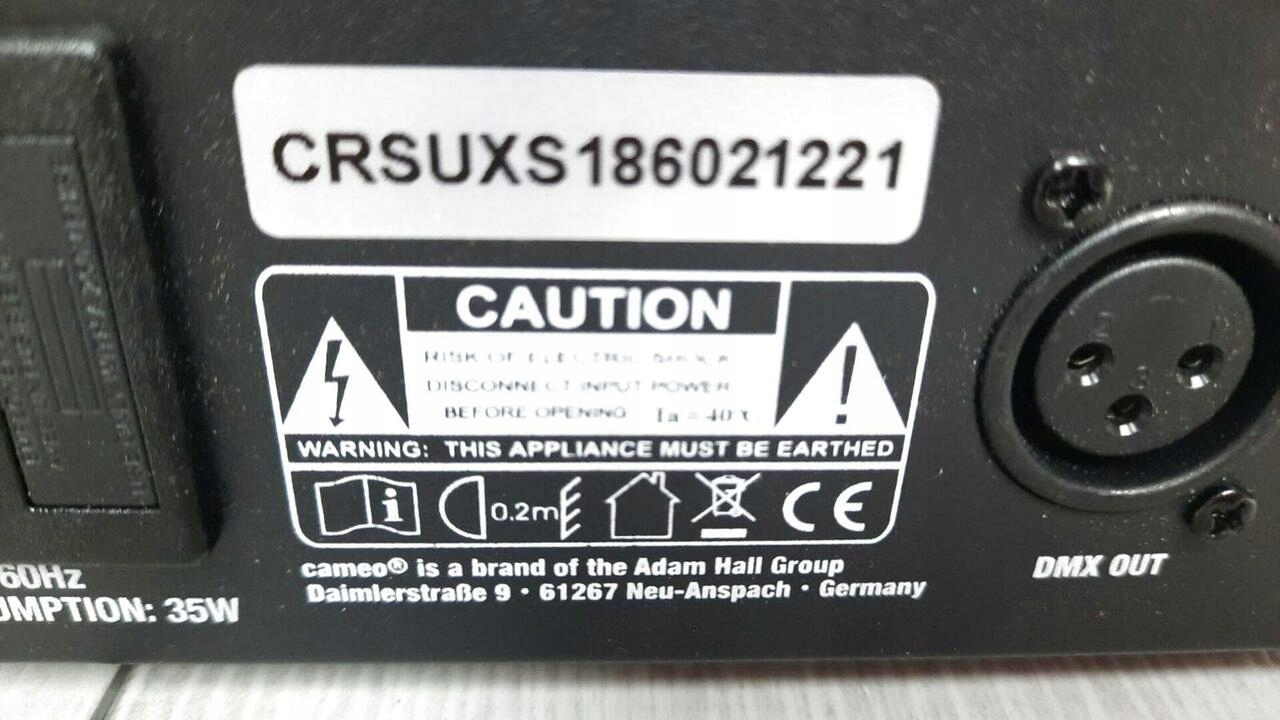 CRSUXS186021221
CAUTION
RISK OF ELECTRIC SHOCK
DISCONNECT INPUT POWER
BEFORE OPENING Ta = 40℃
WARNING: THIS APPLIANCE MUST BE EARTHED
0.2m
CE
cameo® is a brand of the Adam Hall Group
Daimlerstraße 9 · 61267 Neu-Anspach · Germany
60Hz
UMPTION: 35W
DMX OUT